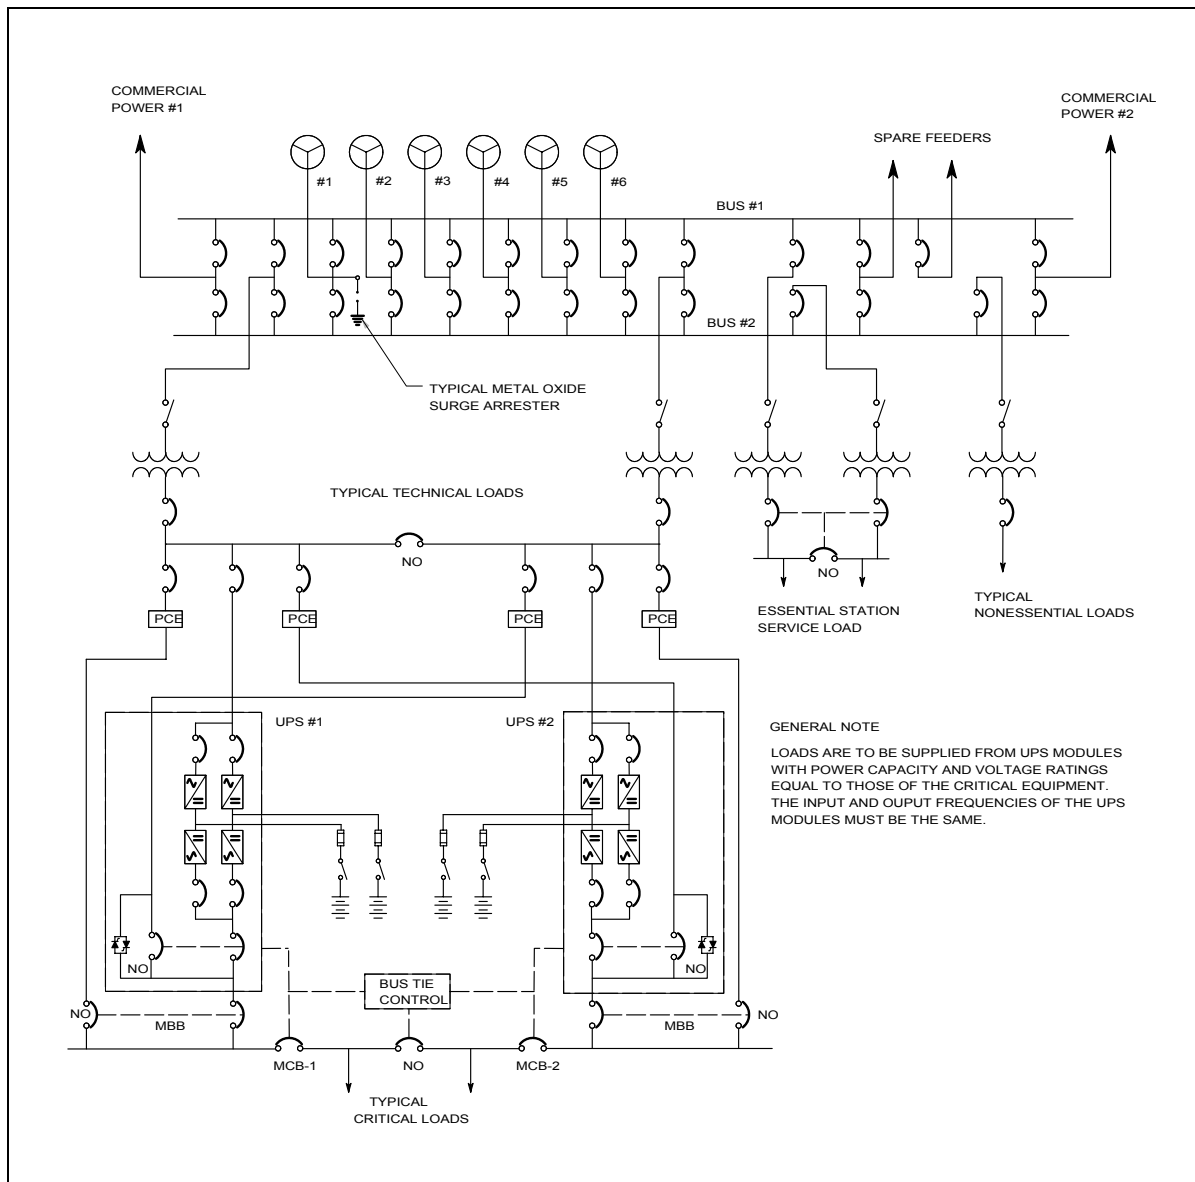 COMMERCIAL
POWER #1
COMMERCIAL
POWER #2
SPARE FEEDERS
#1
#2
#3
#4
#5
#6
BUS #1
BUS #2
TYPICAL METAL OXIDE
SURGE ARRESTER
TYPICAL TECHNICAL LOADS
NO
NO
PCE
PCE
PCE
PCE
ESSENTIAL STATION
SERVICE LOAD
TYPICAL
NONESSENTIAL LOADS
UPS #1
UPS #2
GENERAL NOTE
LOADS ARE TO BE SUPPLIED FROM UPS MODULES
WITH POWER CAPACITY AND VOLTAGE RATINGS
EQUAL TO THOSE OF THE CRITICAL EQUIPMENT.
THE INPUT AND OUPUT FREQUENCIES OF THE UPS
MODULES MUST BE THE SAME.
NO
NO
BUS TIE
CONTROL
NO
MBB
MBB
NO
MCB-1
NO
MCB-2
TYPICAL
CRITICAL LOADS